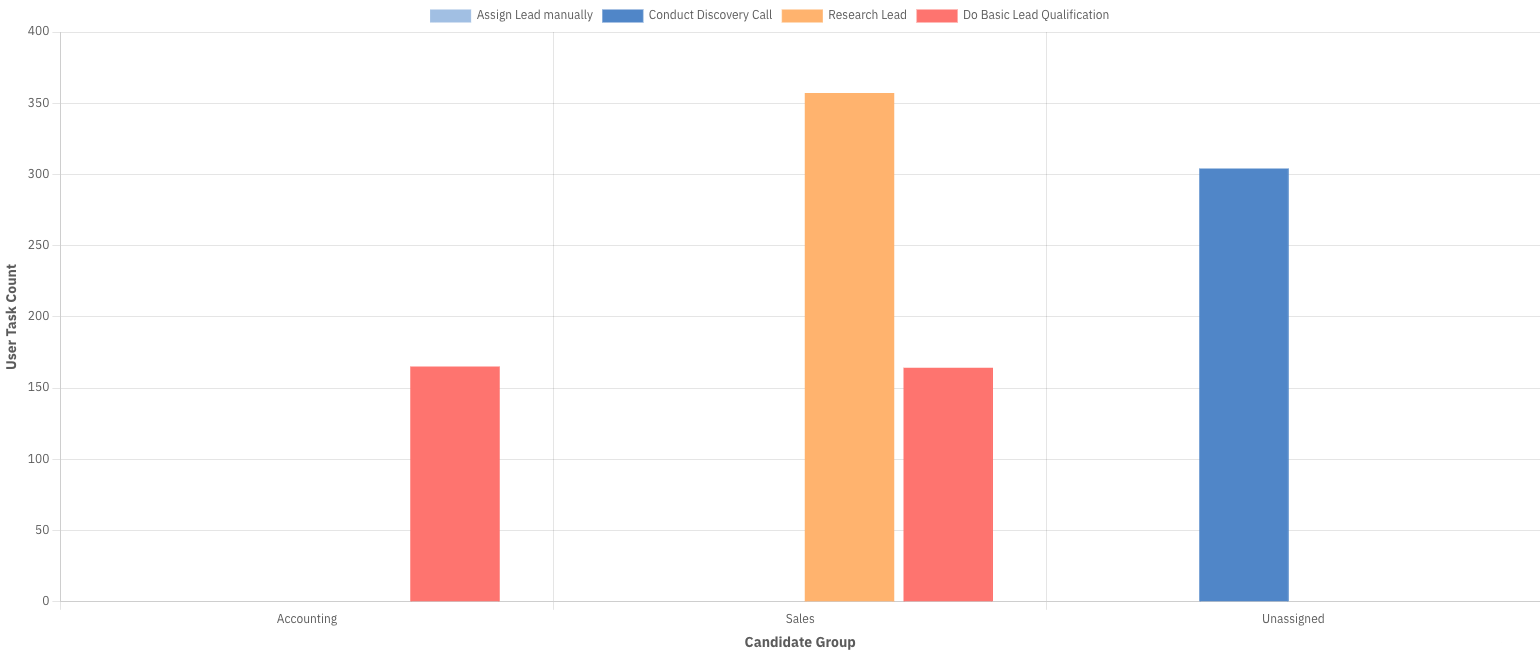 Assign Lead manually Conduct Discovery Call Research Lead Do Basic Lead Qualification
400
350
300
250
200
150
100
50
0
User Task Count
Accounting Sales Unassigned
Candidate Group